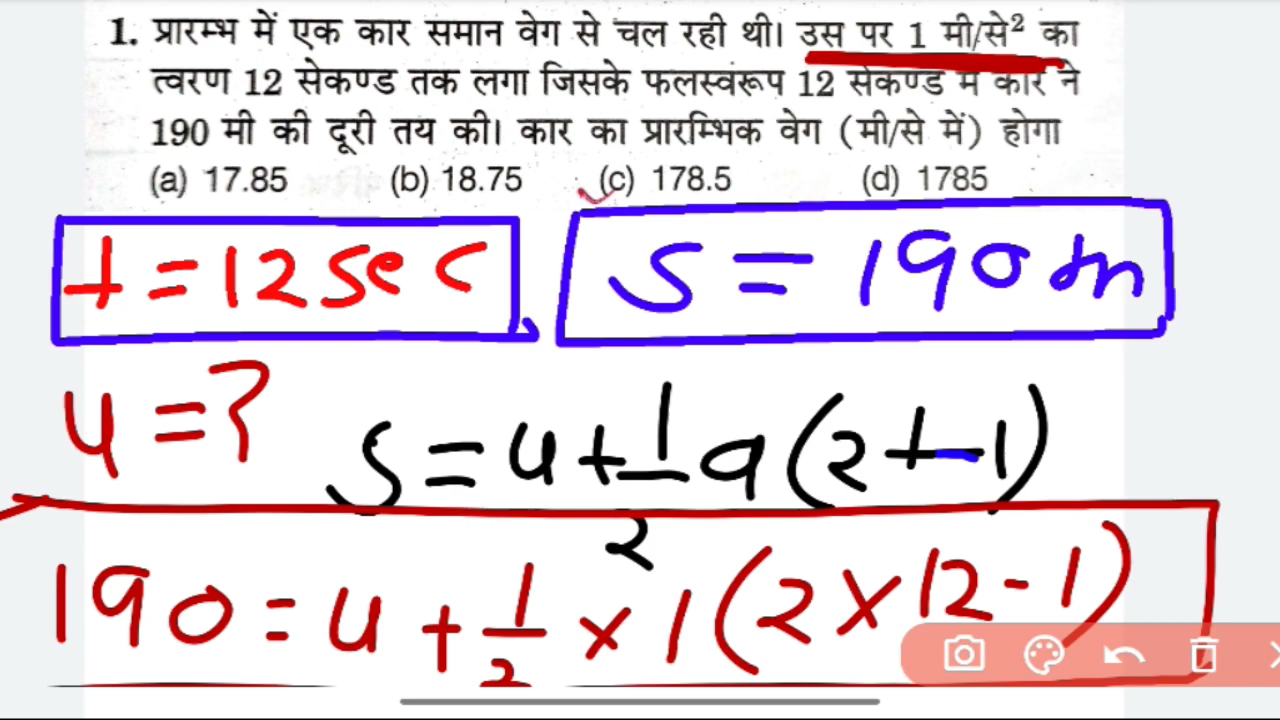 1. प्रारम्भ में एक कार समान वेग से चल रही थी। उस पर 1 मी/से² का
त्वरण 12 सेकण्ड तक लगा जिसके फलस्वरूप 12 सेकण्ड में कार ने
190 मी की दूरी तय की। कार का प्रारम्भिक वेग (मी/से में) होगा
(a) 17.85 (b) 18.75 (c) 178.5 (d) 1785
t = 12 sec, S = 190 m
u = ? S = u + 1/2 a (2t - 1)
190 = u + 1/2 × 1 (2 × 12 - 1)